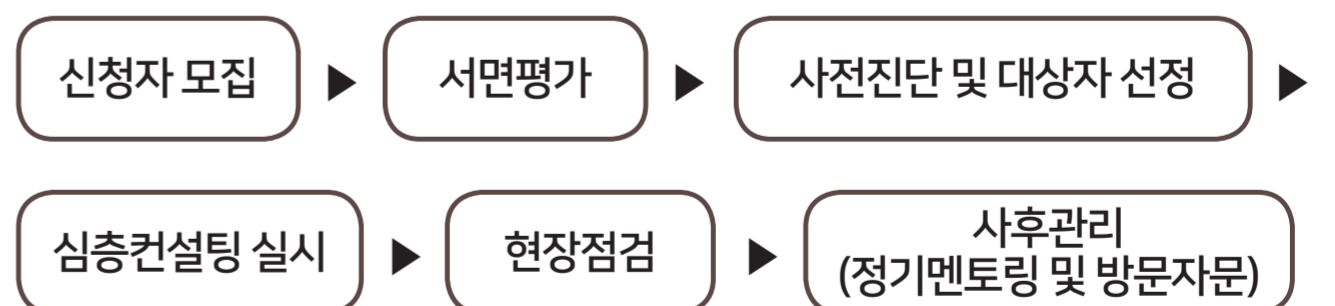 신청자 모집 ▶ 서면평가 ▶ 사전진단 및 대상자 선정 ▶
심층컨설팅 실시 ▶ 현장점검 ▶ 사후관리
(정기멘토링 및 방문자문)